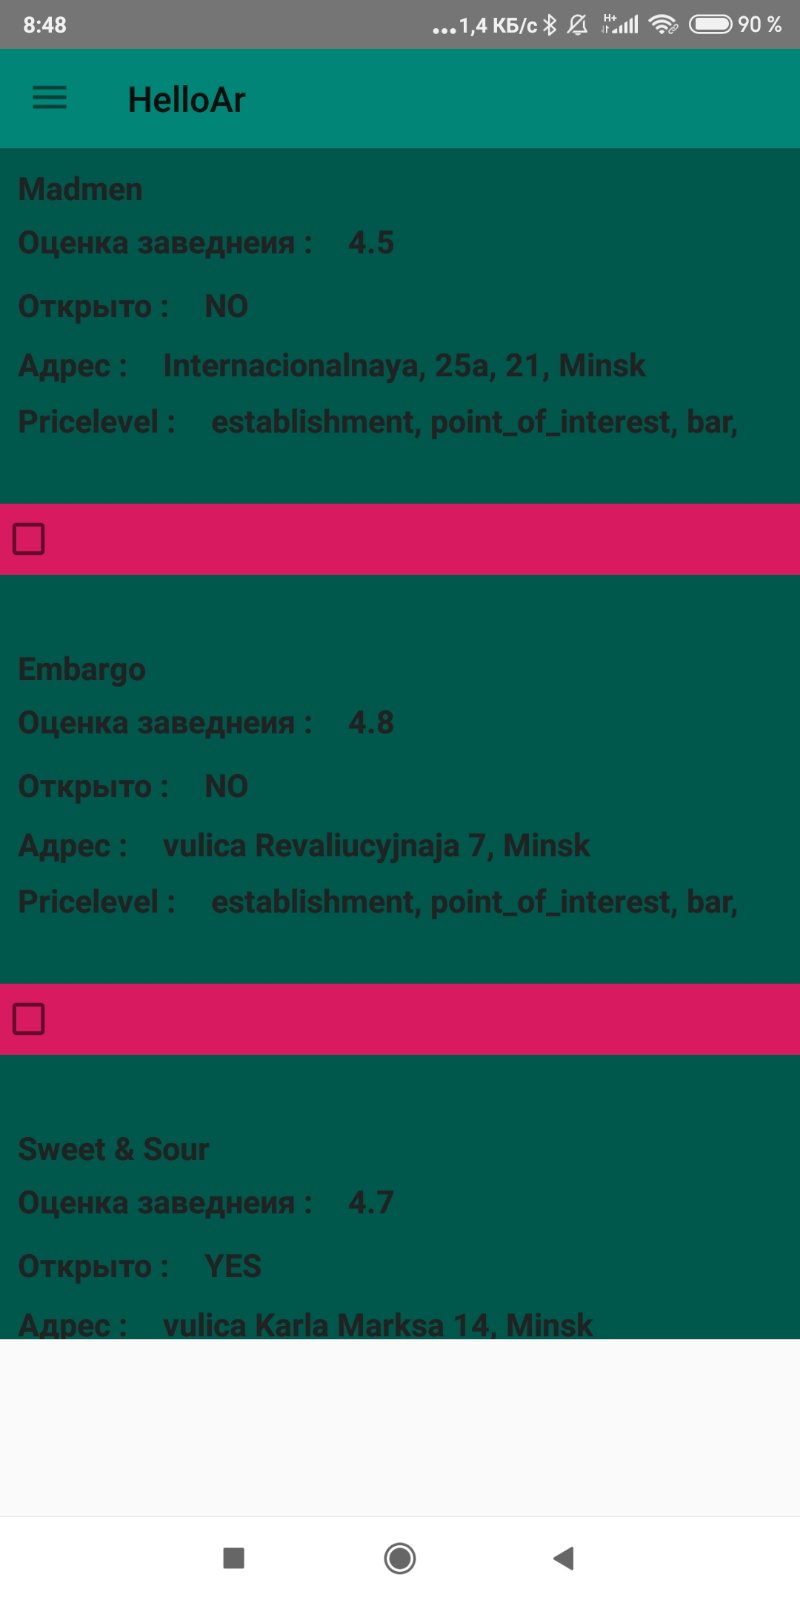 8:48
...1,4 КБ/с H+ 90 %
HelloAr
Madmen
Оценка заведнеия : 4.5
Открыто : NO
Адрес : Internacionalnaya, 25a, 21, Minsk
Pricelevel : establishment, point_of_interest, bar,
Embargo
Оценка заведнеия : 4.8
Открыто : NO
Адрес : vulica Revaliucyjnaja 7, Minsk
Pricelevel : establishment, point_of_interest, bar,
Sweet & Sour
Оценка заведнеия : 4.7
Открыто : YES
Адрес : vulica Karla Marksa 14, Minsk